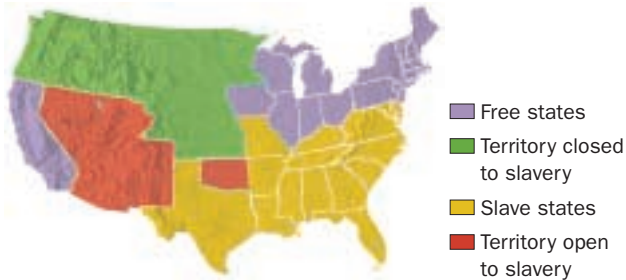 Free states
Territory closed
to slavery
Slave states
Territory open
to slavery